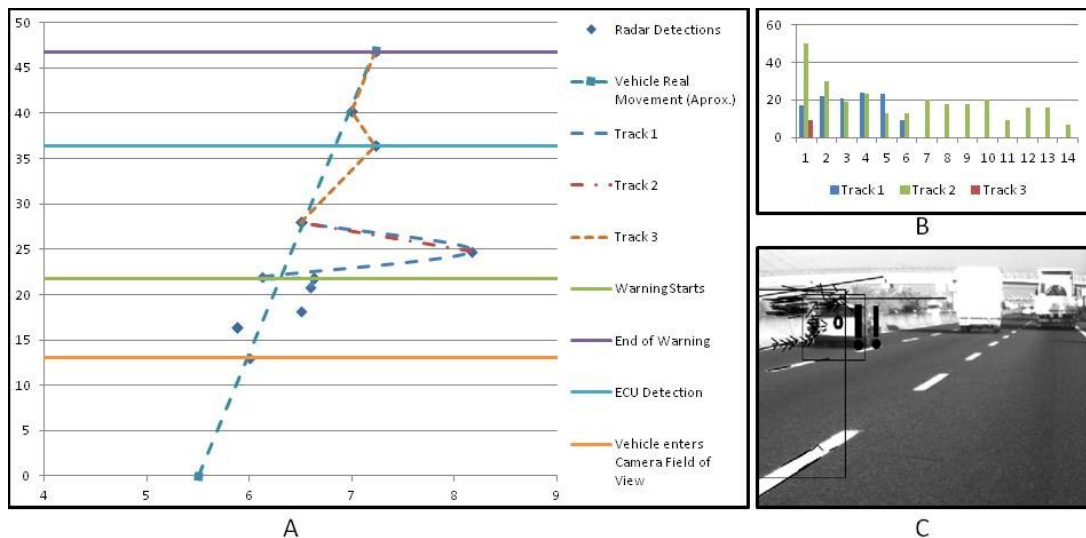 50
45
40
35
30
25
20
15
10
5
0
4 5 6 7 8 9
Radar Detections
Vehicle Real
Movement (Aprox.)
Track 1
Track 2
Track 3
Warning Starts
End of Warning
ECU Detection
Vehicle enters
Camera Field of
View
A
60
40
20
0
1 2 3 4 5 6 7 8 9 10 11 12 13 14
Track 1 Track 2 Track 3
B
0 !!
C